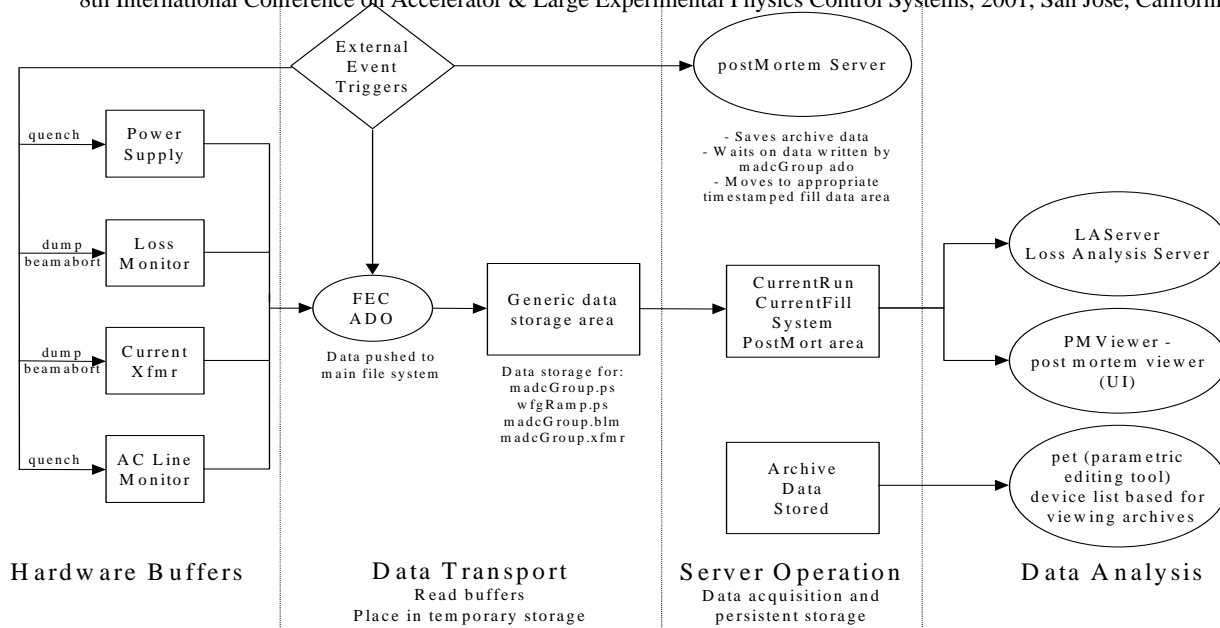 8th International Conference on Accelerator & Large Experimental Physics Control Systems, 2001, San Jose, Californ
External
Event
Triggers
postMortem Server
- Saves archive data
- Waits on data written by
madcGroup ado
- Moves to appropriate
timestamped fill data area
quench
Power
Supply
dump
beamabort
Loss
Monitor
dump
beamabort
Current
Xfmr
quench
AC Line
Monitor
FEC
ADO
Data pushed to
main file system
Generic data
storage area
Data storage for:
madcGroup.ps
wfgRamp.ps
madcGroup.blm
madcGroup.xfmr
CurrentRun
CurrentFill
System
PostMort area
Archive
Data
Stored
LAServer
Loss Analysis Server
PMViewer -
post mortem viewer
(UI)
pet (parametric
editing tool)
device list based for
viewing archives
Hardware Buffers
Data Transport
Read buffers
Place in temporary storage
Server Operation
Data acquisition and
persistent storage
Data Analysis